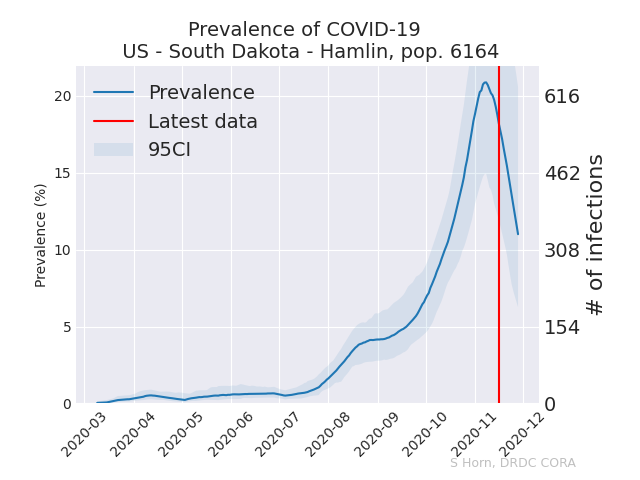 Prevalence of COVID-19
US - South Dakota - Hamlin, pop. 6164
Prevalence
Latest data
95CI
Prevalence (%)
20
15
10
5
0
616
462
308
154
0
# of infections
2020-03
2020-04
2020-05
2020-06
2020-07
2020-08
2020-09
2020-10
2020-11
2020-12
S Horn, DRDC CORA